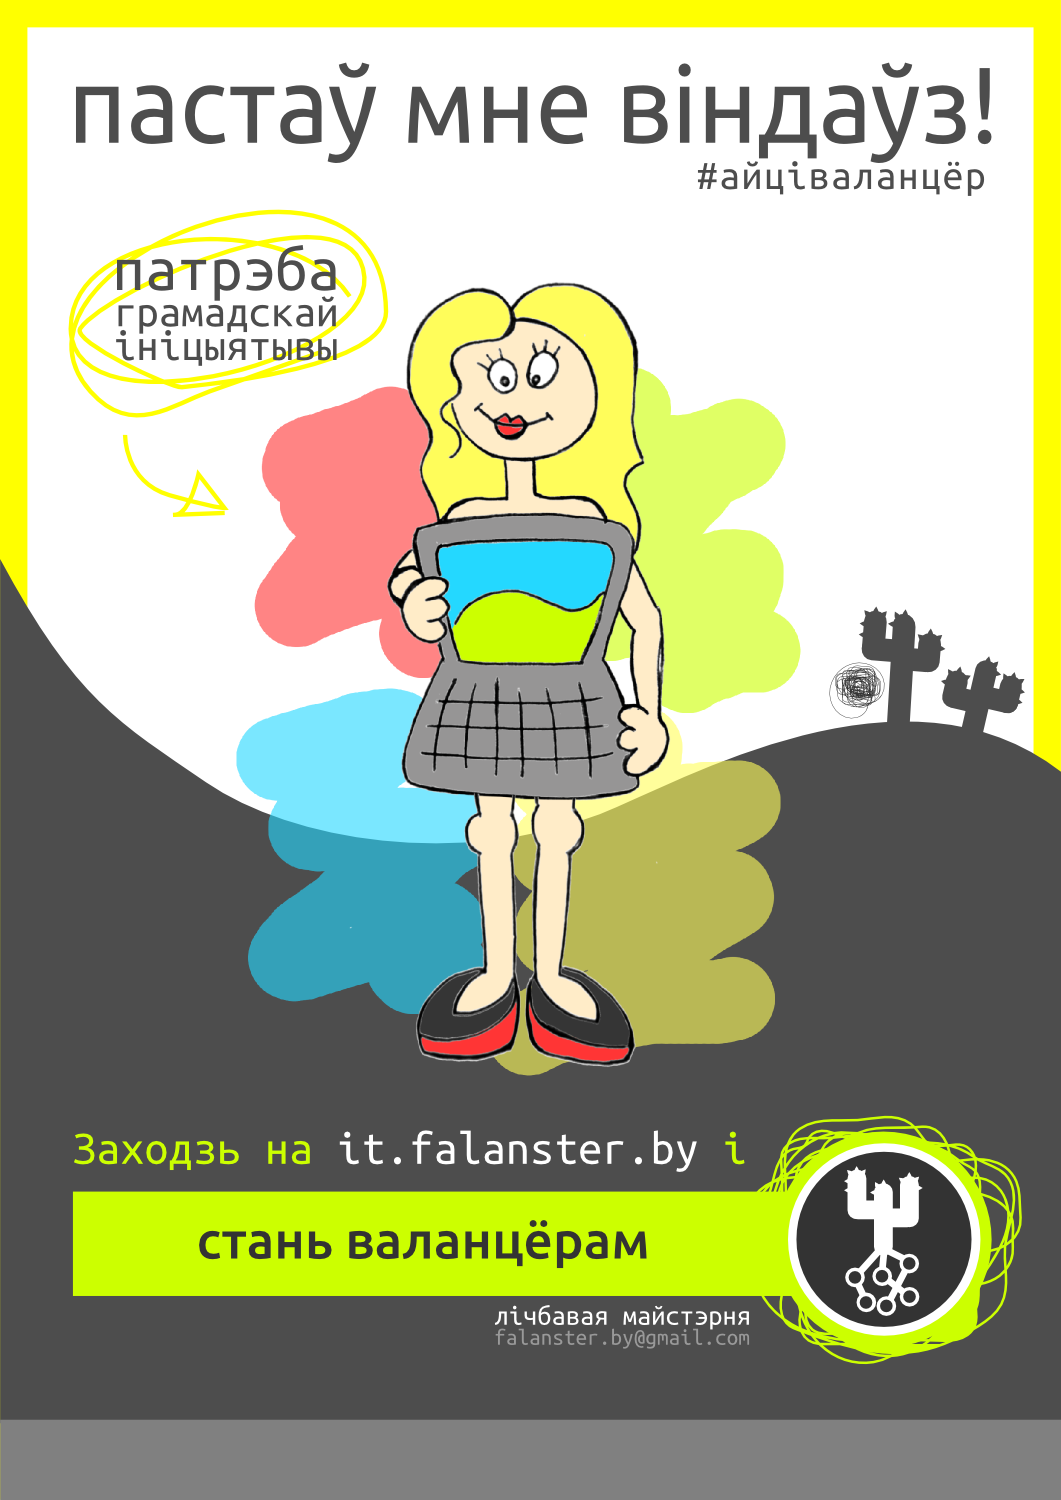 пастаў мне віндаўз!
#айціваланцёр
патрэба
грамадскай
ініцыятывы
Заходзь на it.falanster.by і
стань валанцёрам
лічбавая майстэрня
falanster.by@gmail.com